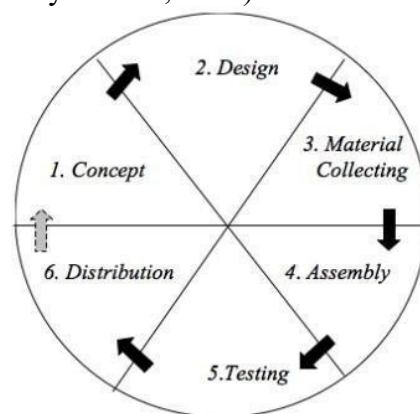 2. Design
3. Material
Collecting
1. Concept
6. Distribution
4. Assembly
5.Testing